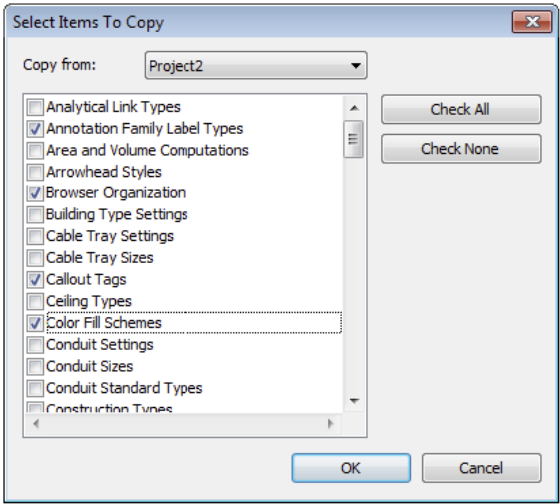 Select Items To Copy
Copy from: Project2
Analytical Link Types
Check All
Annotation Family Label Types
Area and Volume Computations
Check None
Arrowhead Styles
Browser Organization
Building Type Settings
Cable Tray Settings
Cable Tray Sizes
Callout Tags
Ceiling Types
Color Fill Schemes
Conduit Settings
Conduit Sizes
Conduit Standard Types
Construction Types
OK Cancel